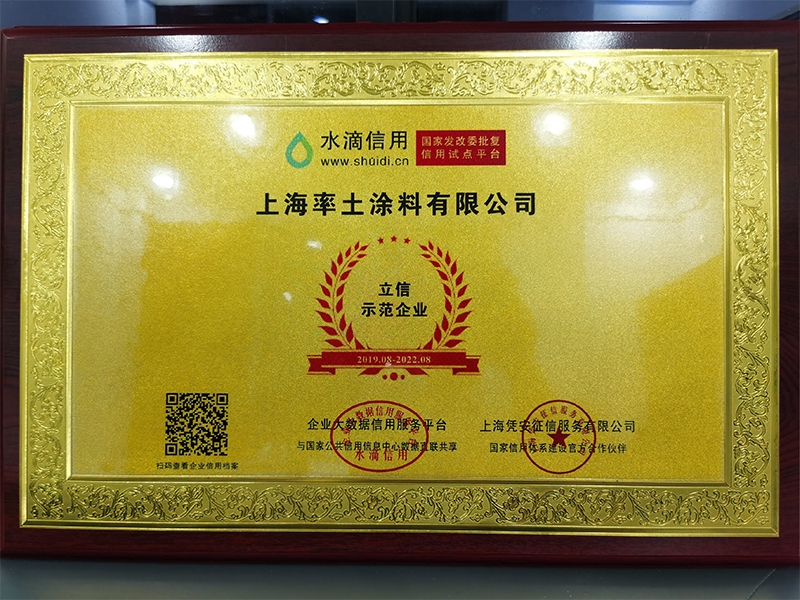 水滴信用
www.shuidi.cn
国家发改委批复
信用试点平台
上海率土涂料有限公司
立信
示范企业
2019.08-2022.08
扫码查看企业信用档案
企业大数据信用服务平台
与国家公共信用信息中心数据互联共享
水滴信用
上海凭安征信服务有限公司
国家信用体系建设官方合作伙伴